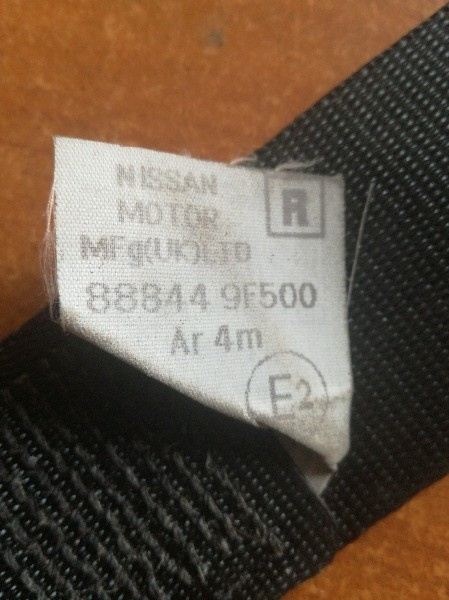 NISSAN
MOTOR
R
MFg(UK)LTD
88844 9F500
Ar 4m
E2